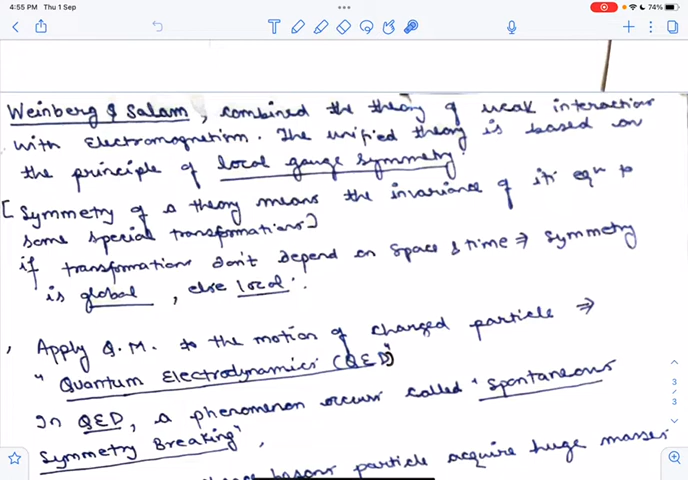 4:55 PM Thu 1 Sep
74%
Weinberg & Salam, combined the theory of weak interactions
with Electromagnetism. The unified theory is based on
the principle of local gauge symmetry.
[Symmetry of a theory means the invariance of it's eqn to
some special transformations]
if transformations don't depend on space & time ⇒ symmetry
is global, else local.
, Apply Q.M. to the motion of charged particle ⇒
"Quantum Electrodynamics (QED)"
In QED, a phenomenon occurs called "Spontaneous
Symmetry Breaking",
bosons particle acquire huge masses
3
3